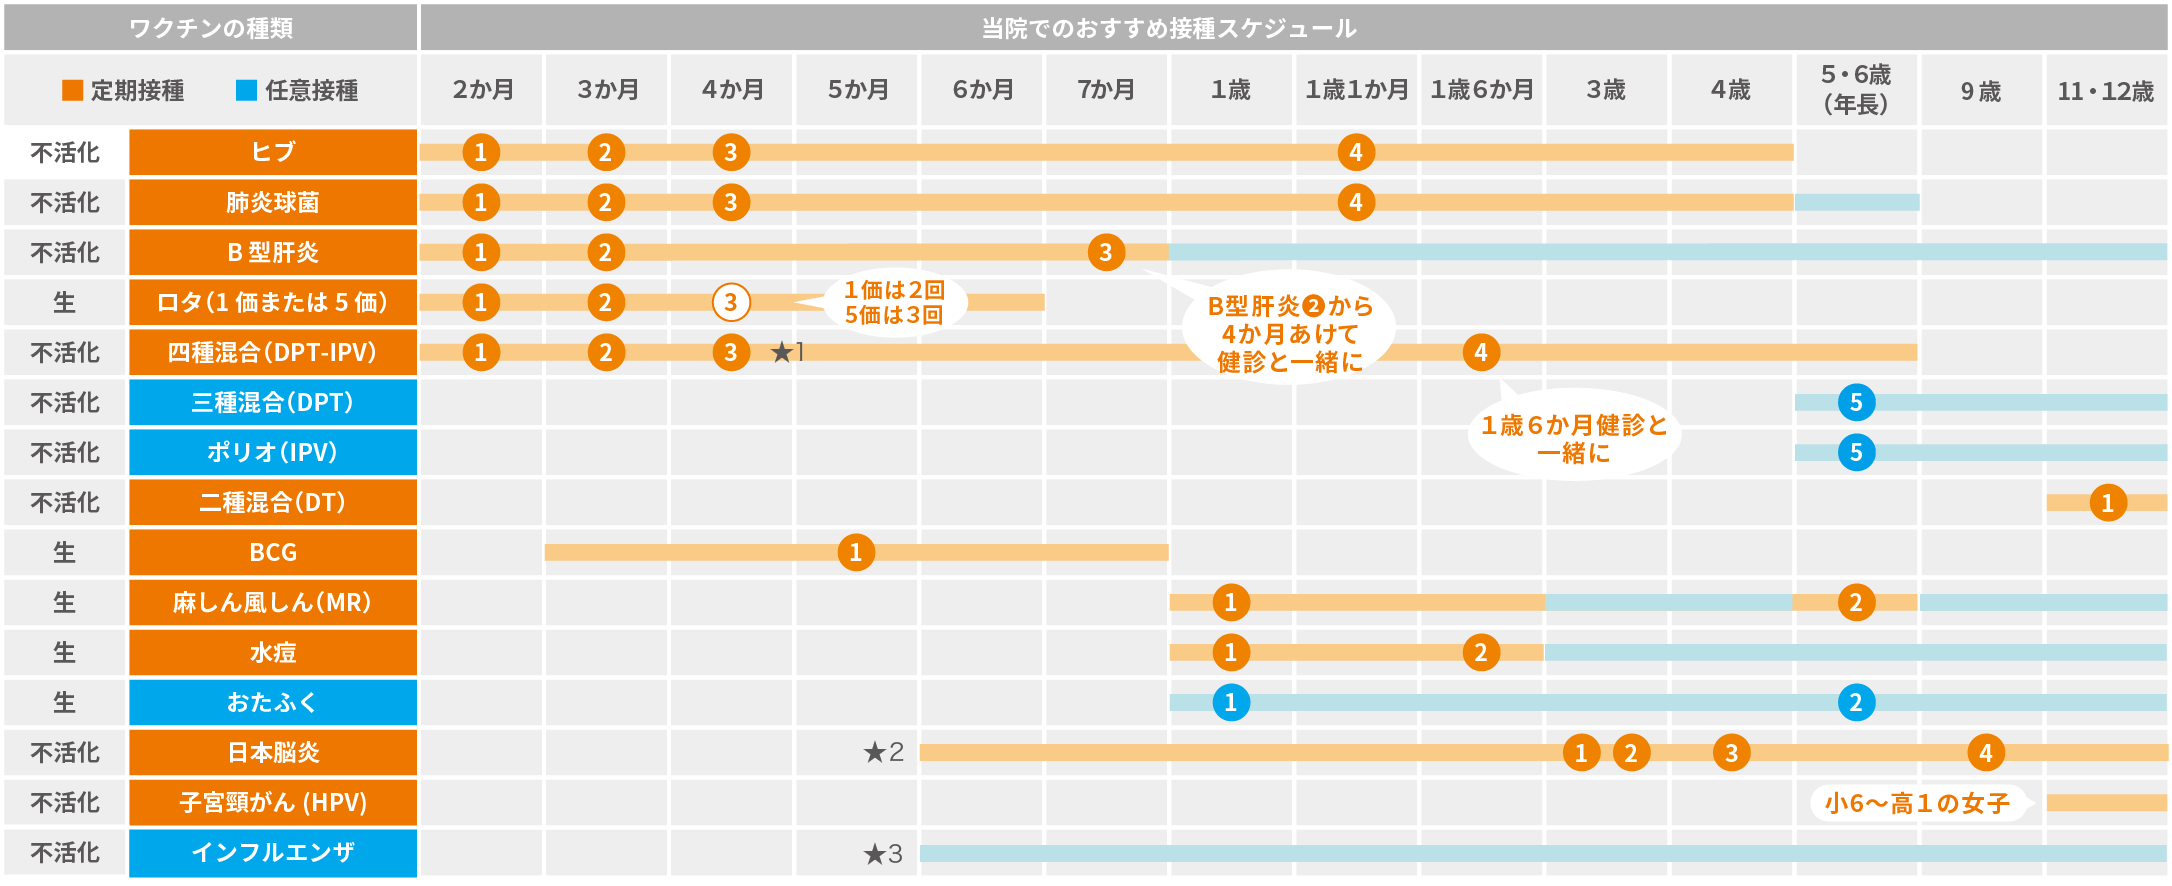 ワクチンの種類 当院でのおすすめ接種スケジュール
定期接種 任意接種 2か月 3か月 4か月 5か月 6か月 7か月 1歳 1歳1か月 1歳6か月 3歳 4歳 5・6歳 9歳 11・12歳
（年長）
不活化 ヒブ 1 2 3 4
不活化 肺炎球菌 1 2 3 4
不活化 B型肝炎 1 2 3
生 ロタ（1価または5価） 1 2 3
1価は2回
5価は3回
B型肝炎❷から
4か月あけて
健診と一緒に
不活化 四種混合（DPT-IPV） 1 2 3 ★1 4
不活化 三種混合（DPT） 5
1歳6か月健診と
一緒に
不活化 ポリオ（IPV） 5
不活化 二種混合（DT） 1
生 BCG 1
生 麻しん風しん（MR） 1 2
生 水痘 1 2
生 おたふく 1 2
不活化 日本脳炎 ★2 1 2 3 4
不活化 子宮頸がん (HPV) 小6〜高1の女子
不活化 インフルエンザ ★3